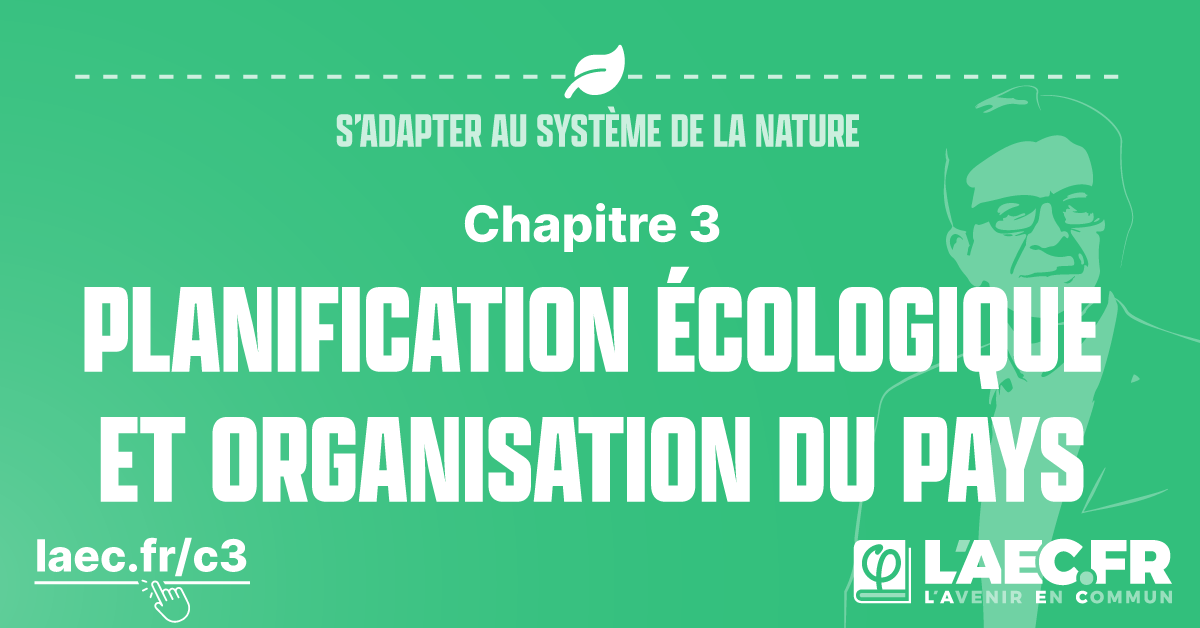 S'ADAPTER AU SYSTÈME DE LA NATURE
Chapitre 3
PLANIFICATION ÉCOLOGIQUE
ET ORGANISATION DU PAYS
laec.fr/c3
φ L'AEC.FR
L'AVENIR EN COMMUN